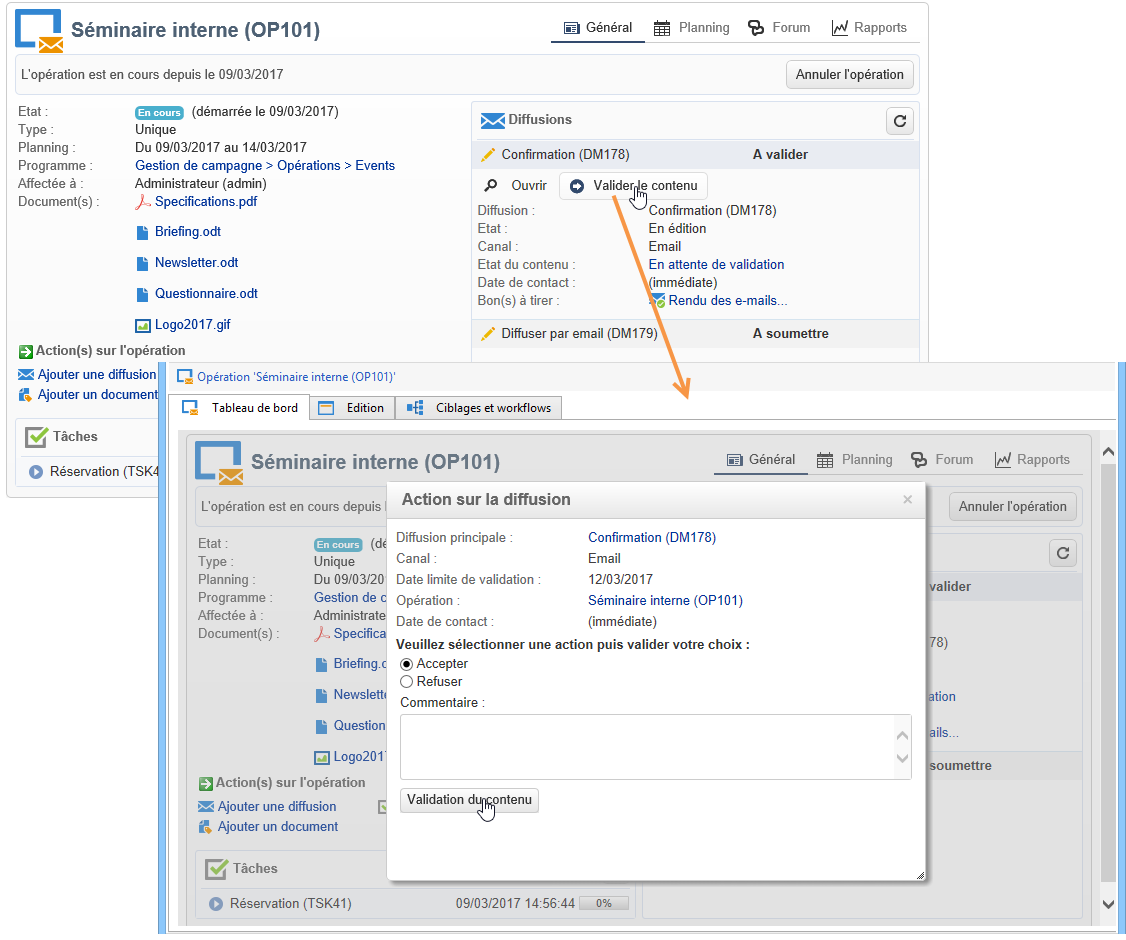 Séminaire interne (OP101)
Général Planning Forum Rapports
L'opération est en cours depuis le 09/03/2017
Annuler l'opération
Etat : En cours (démarrée le 09/03/2017)
Type : Unique
Planning : Du 09/03/2017 au 14/03/2017
Programme : Gestion de campagne > Opérations > Events
Affectée à : Administrateur (admin)
Document(s) : Specifications.pdf
Briefing.odt
Newsletter.odt
Questionnaire.odt
Logo2017.gif
Action(s) sur l'opération
Ajouter une diffusion
Ajouter un document
Tâches
Réservation (TSK4
Diffusions
Confirmation (DM178) A valider
Ouvrir Valider le contenu
Diffusion : Confirmation (DM178)
Etat : En édition
Canal : Email
Etat du contenu : En attente de validation
Date de contact : (immédiate)
Bon(s) à tirer : Rendu des e-mails...
Diffuser par email (DM179) A soumettre
Opération 'Séminaire interne (OP101)'
Tableau de bord Edition Ciblages et workflows
Séminaire interne (OP101)
Général Planning Forum Rapports
L'opération est en cours depuis
Annuler l'opération
Etat : En cours (dé
Type : Unique
Planning : Du 09/03/20
Programme : Gestion de c
Affectée à : Administrate
Document(s) : Specifica
Briefing.o
Newslette
Question
Logo201
Action(s) sur l'opération
Ajouter une diffusion
Ajouter un document
Tâches
Réservation (TSK41) 09/03/2017 14:56:44 0%
valider
78)
ation
ails...
soumettre
Action sur la diffusion
Diffusion principale : Confirmation (DM178)
Canal : Email
Date limite de validation : 12/03/2017
Opération : Séminaire interne (OP101)
Date de contact : (immédiate)
Veuillez sélectionner une action puis valider votre choix :
Accepter
Refuser
Commentaire :
Validation du contenu